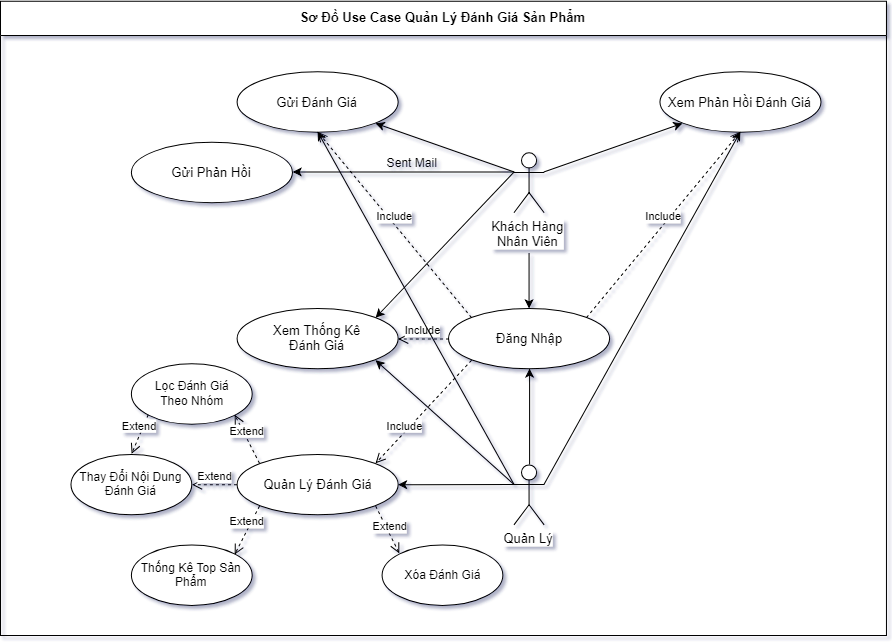 Sơ Đồ Use Case Quản Lý Đánh Giá Sản Phẩm
Gửi Đánh Giá
Xem Phản Hồi Đánh Giá
Gửi Phản Hồi
Sent Mail
Include
Include
Khách Hàng
Nhân Viên
Xem Thống Kê
Đánh Giá
Include
Đăng Nhập
Lọc Đánh Giá
Theo Nhóm
Extend
Extend
Include
Thay Đổi Nội Dung
Đánh Giá
Extend
Quản Lý Đánh Giá
Extend
Extend
Quản Lý
Thống Kê Top Sản
Phẩm
Xóa Đánh Giá